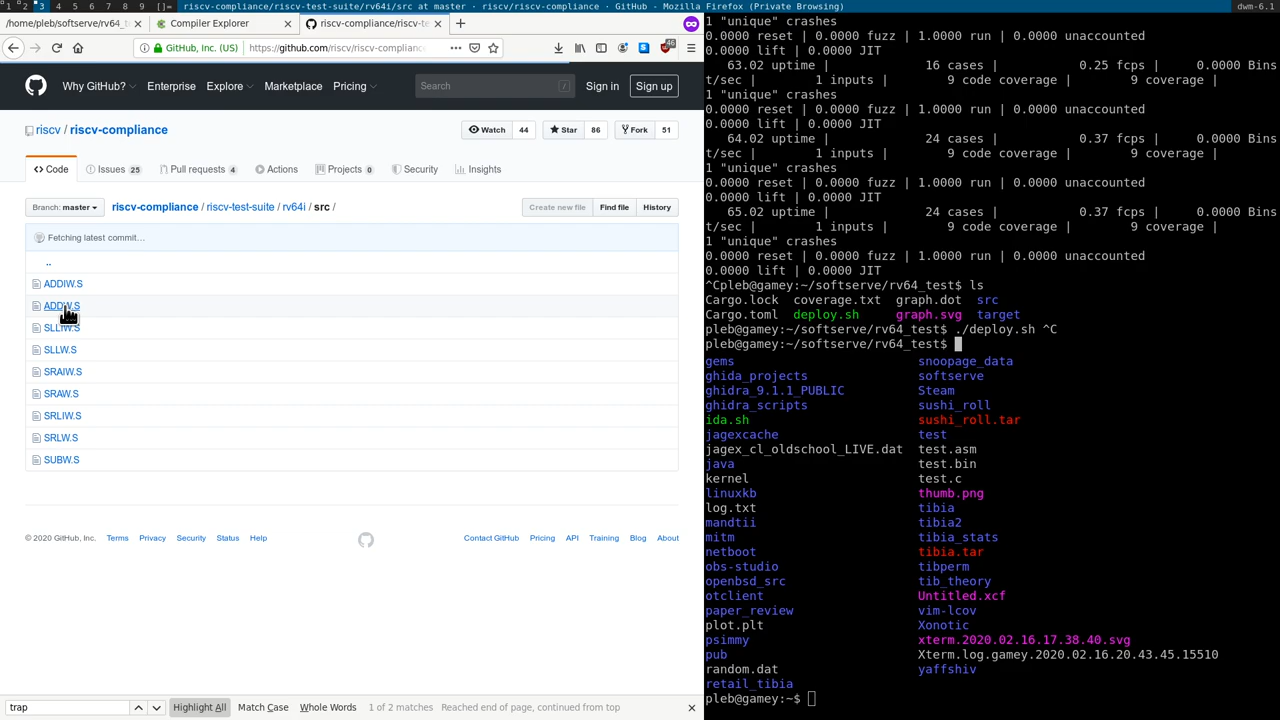 1 2 3 4 5 6 7 8 9 []= riscv-compliance/riscv-test-suite/rv64i/src at master · riscv/riscv-compliance · GitHub - Mozilla Firefox (Private Browsing) dwm-6.1
/home/pleb/softserve/rv64_t
Compiler Explorer
riscv-compliance/riscv-te
GitHub, Inc. (US) https://github.com/riscv/riscv-complianc
46
Why GitHub? Enterprise Explore Marketplace Pricing Search Sign in Sign up
riscv / riscv-compliance
Watch 44 Star 86 Fork 51
Code Issues 25 Pull requests 4 Actions Projects 0 Security Insights
Branch: master riscv-compliance / riscv-test-suite / rv64i / src / Create new file Find file History
Fetching latest commit…
..
ADDIW.S
ADDW.S
SLLIW.S
SLLW.S
SRAIW.S
SRAW.S
SRLIW.S
SRLW.S
SUBW.S
© 2020 GitHub, Inc. Terms Privacy Security Status Help Contact GitHub Pricing API Training Blog About
trap Highlight All Match Case Whole Words 1 of 2 matches Reached end of page, continued from top
1 "unique" crashes
0.0000 reset | 0.0000 fuzz | 1.0000 run | 0.0000 unaccounted
0.0000 lift | 0.0000 JIT
63.02 uptime | 16 cases | 0.25 fcps | 0.0000 Bins
t/sec | 1 inputs | 9 code coverage | 9 coverage |
1 "unique" crashes
0.0000 reset | 0.0000 fuzz | 1.0000 run | 0.0000 unaccounted
0.0000 lift | 0.0000 JIT
64.02 uptime | 24 cases | 0.37 fcps | 0.0000 Bins
t/sec | 1 inputs | 9 code coverage | 9 coverage |
1 "unique" crashes
0.0000 reset | 0.0000 fuzz | 1.0000 run | 0.0000 unaccounted
0.0000 lift | 0.0000 JIT
65.02 uptime | 24 cases | 0.37 fcps | 0.0000 Bins
t/sec | 1 inputs | 9 code coverage | 9 coverage |
1 "unique" crashes
0.0000 reset | 0.0000 fuzz | 1.0000 run | 0.0000 unaccounted
0.0000 lift | 0.0000 JIT
^Cpleb@gamey:~/softserve/rv64_test$ ls
Cargo.lock coverage.txt graph.dot src
Cargo.toml deploy.sh graph.svg target
pleb@gamey:~/softserve/rv64_test$ ./deploy.sh ^C
pleb@gamey:~/softserve/rv64_test$
gems snoopage_data
ghida_projects softserve
ghidra_9.1.1_PUBLIC Steam
ghidra_scripts sushi_roll
ida.sh sushi_roll.tar
jagexcache test
jagex_cl_oldschool_LIVE.dat test.asm
java test.bin
kernel test.c
linuxkb thumb.png
log.txt tibia
mandtii tibia2
mitm tibia_stats
netboot tibia.tar
obs-studio tibperm
openbsd_src tib_theory
otclient Untitled.xcf
paper_review vim-lcov
plot.plt Xonotic
psimmy xterm.2020.02.16.17.38.40.svg
pub Xterm.log.gamey.2020.02.16.20.43.45.15510
random.dat yaffshiv
retail_tibia
pleb@gamey:~$